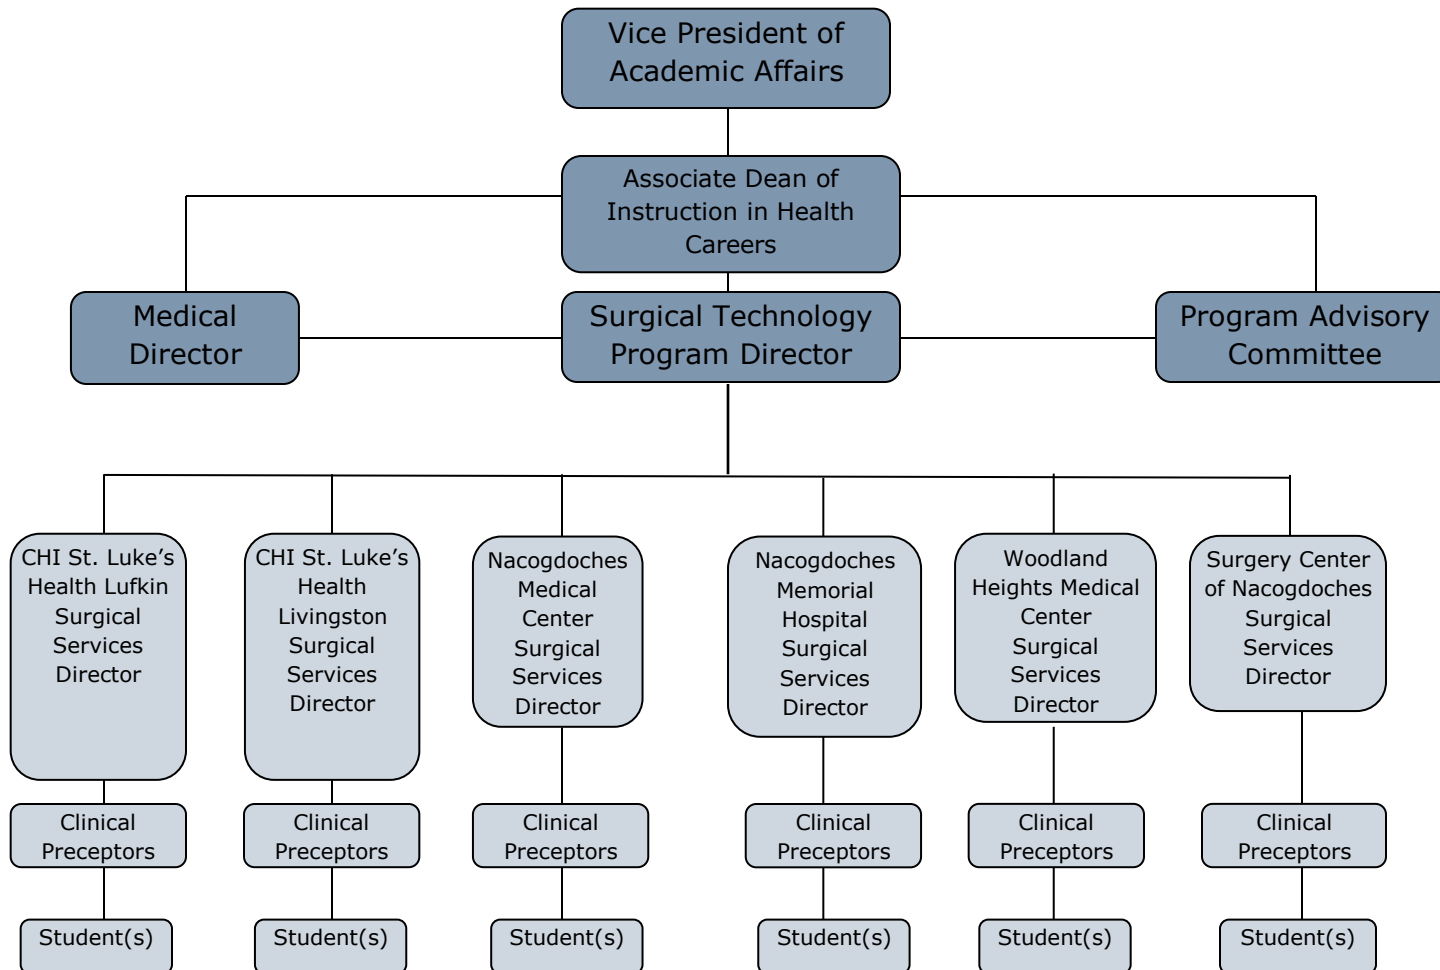 Vice President of
Academic Affairs
Associate Dean of
Instruction in Health
Careers
Medical
Director
Surgical Technology
Program Director
Program Advisory
Committee
CHI St. Luke’s
Health Lufkin
Surgical
Services
Director
CHI St. Luke’s
Health
Livingston
Surgical
Services
Director
Nacogdoches
Medical
Center
Surgical
Services
Director
Nacogdoches
Memorial
Hospital
Surgical
Services
Director
Woodland
Heights Medical
Center
Surgical
Services
Director
Surgery Center
of Nacogdoches
Surgical
Services
Director
Clinical
Preceptors
Clinical
Preceptors
Clinical
Preceptors
Clinical
Preceptors
Clinical
Preceptors
Clinical
Preceptors
Student(s)
Student(s)
Student(s)
Student(s)
Student(s)
Student(s)